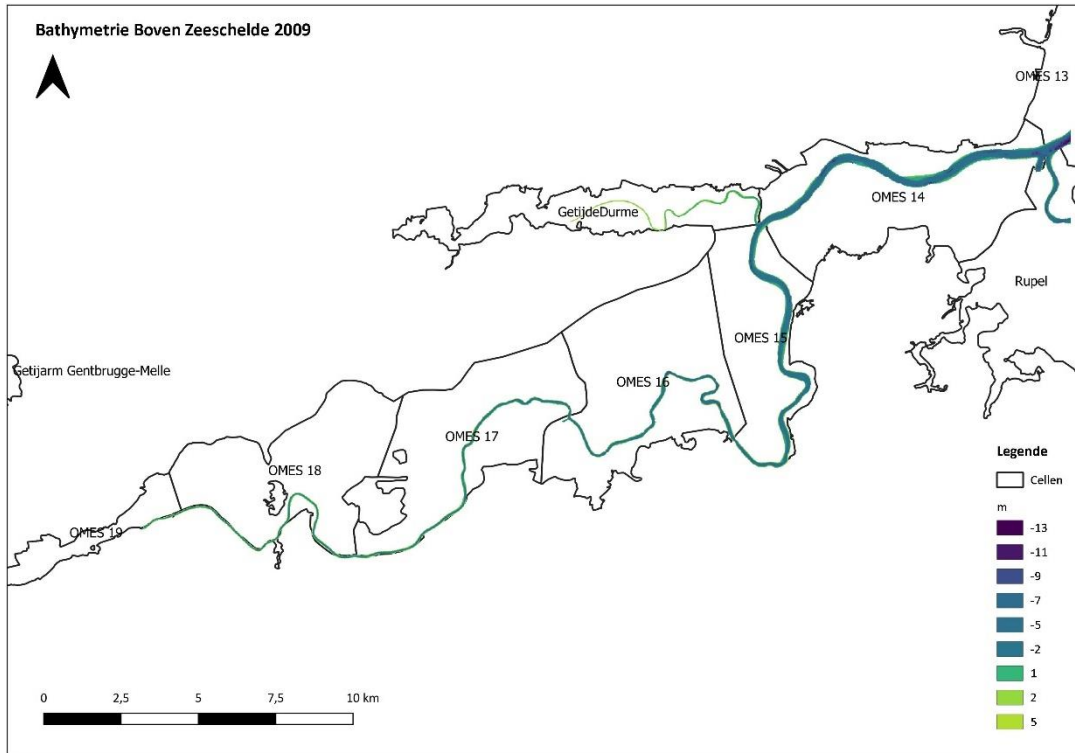 Bathymetrie Boven Zeeschelde 2009
OMES 13
OMES 14
GetijdeDurme
Rupel
OMES 15
Getijarm Gentbrugge-Melle
OMES 16
OMES 17
OMES 18
OMES 19
Legende
Cellen
m
-13
-11
-9
-7
-5
-2
1
2
5
0 2,5 5 7,5 10 km